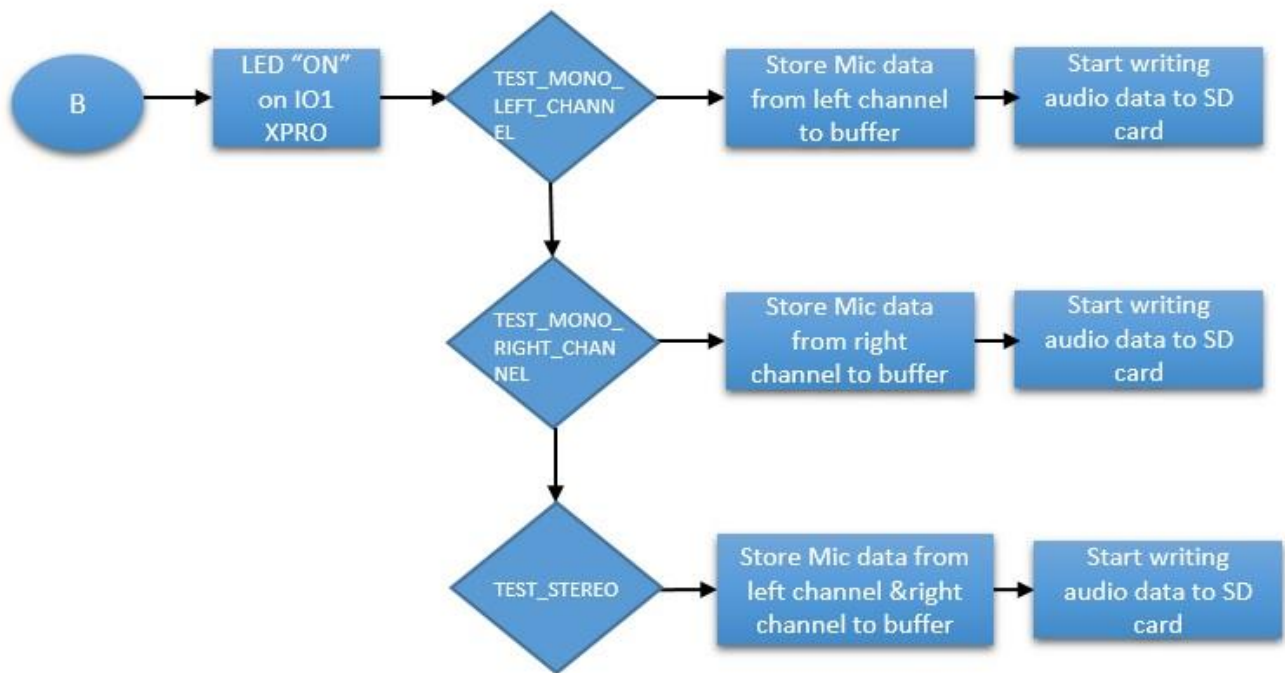 B
LED “ON”
on IO1
XPRO
TEST_MONO_
LEFT_CHANN
EL
Store Mic data
from left channel
to buffer
Start writing
audio data to SD
card
TEST_MONO_
RIGHT_CHAN
NEL
Store Mic data
from right
channel to buffer
Start writing
audio data to SD
card
TEST_STEREO
Store Mic data from
left channel &right
channel to buffer
Start writing
audio data to SD
card